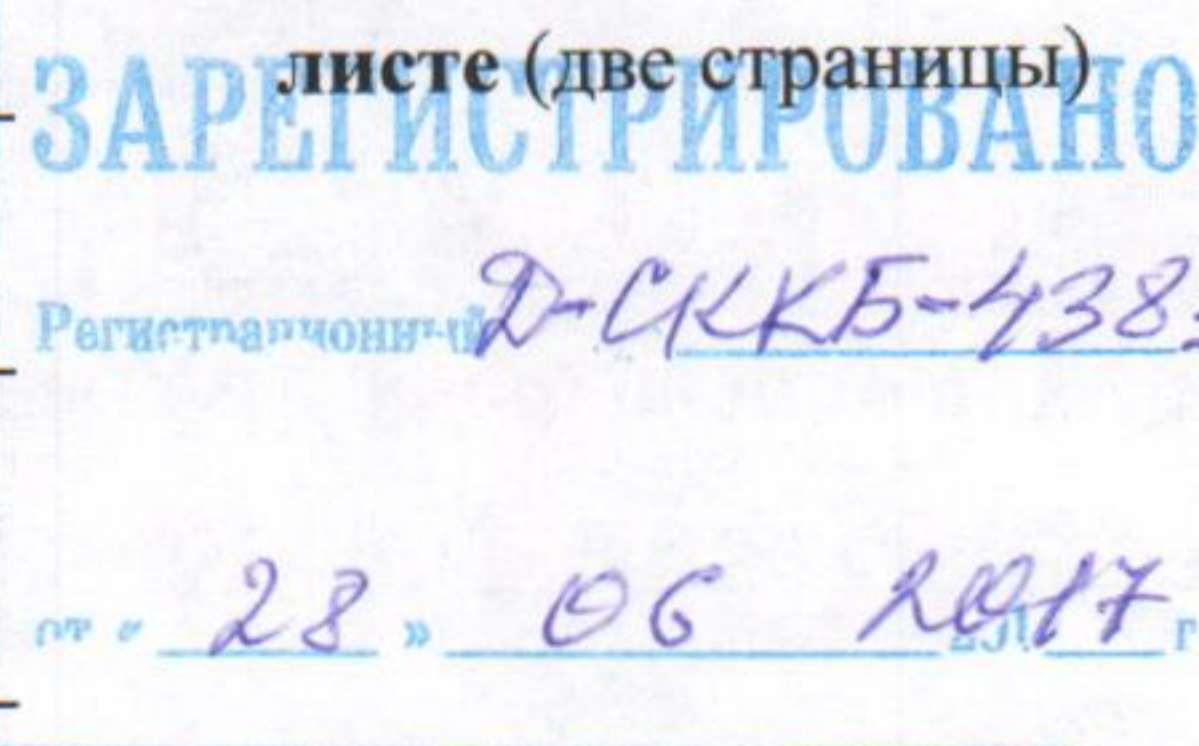 листе (две страницы)
ЗАРЕГИСТРИРОВАНО
Регистрационный Д-СККБ-438
от « 28 » 06 2017 г